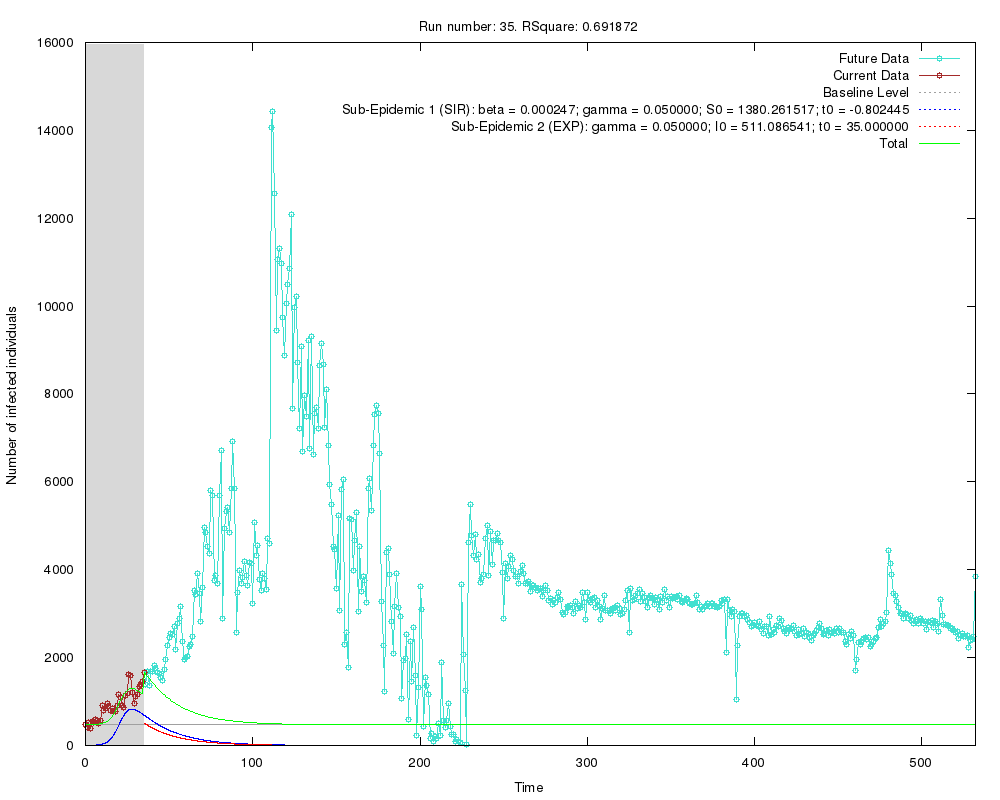 Run number: 35. RSquare: 0.691872
16000
14000
12000
10000
8000
6000
4000
2000
0
Number of infected individuals
Future Data
Current Data
Baseline Level
Sub-Epidemic 1 (SIR): beta = 0.000247; gamma = 0.050000; S0 = 1380.261517; t0 = -0.802445
Sub-Epidemic 2 (EXP): gamma = 0.050000; I0 = 511.086541; t0 = 35.000000
Total
0 100 200 300 400 500
Time